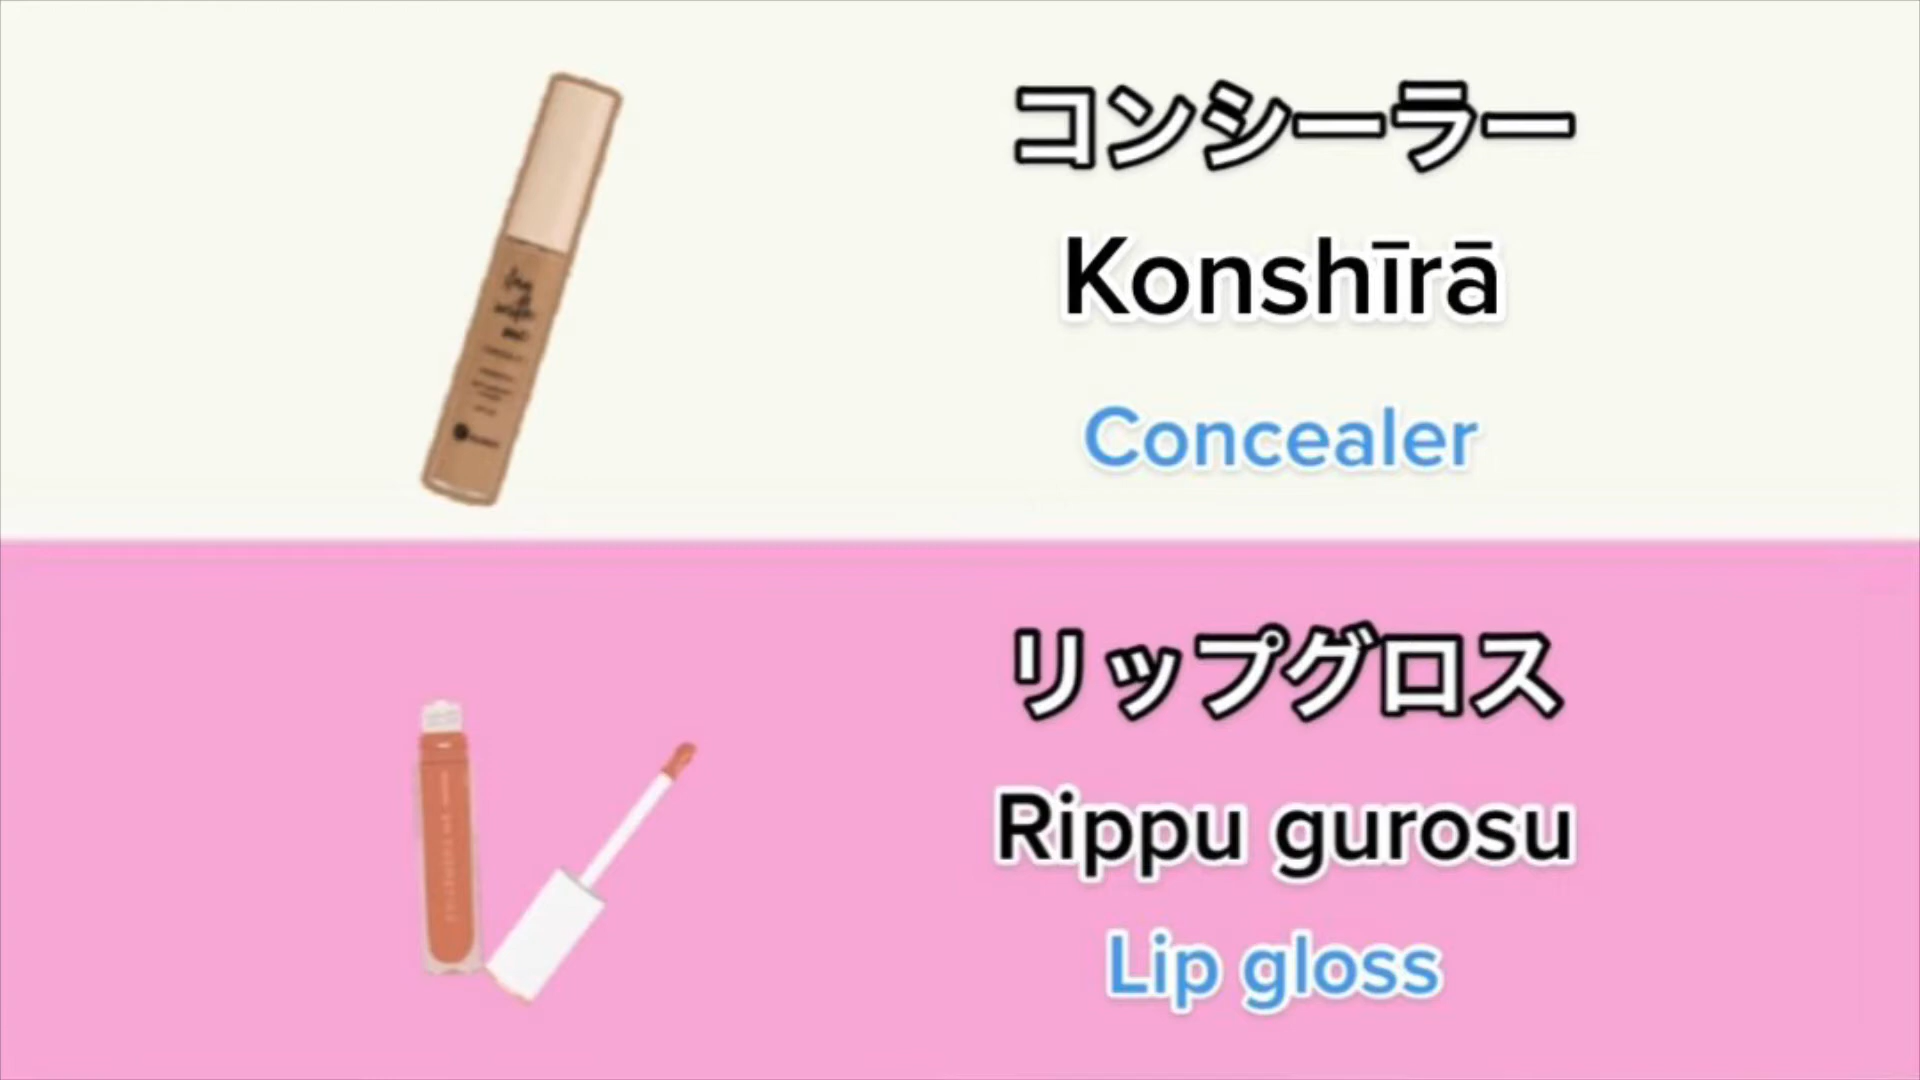 コンシーラー
Konshīrā
Concealer
リップグロス
Rippu gurosu
Lip gloss